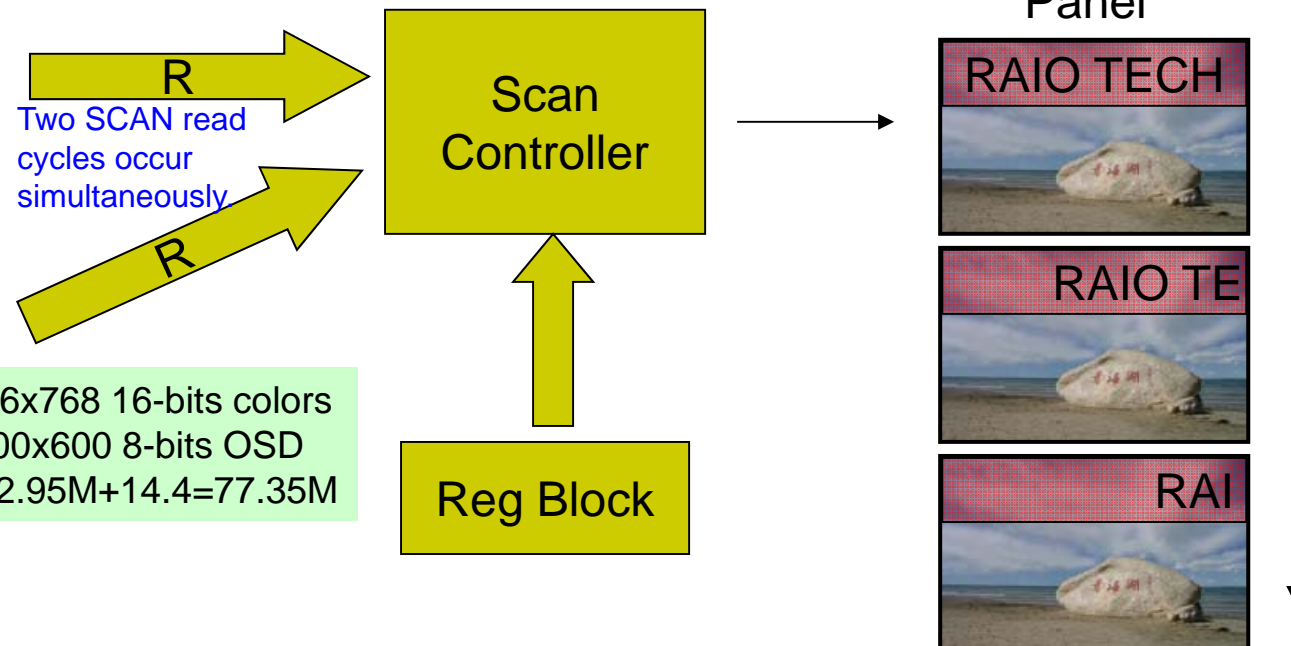 Panel
R
Two SCAN read
cycles occur
simultaneously.
R
Scan
Controller
6x768 16-bits colors
00x600 8-bits OSD
2.95M+14.4=77.35M
Reg Block
RAIO TECH
RAIO TE
RAI